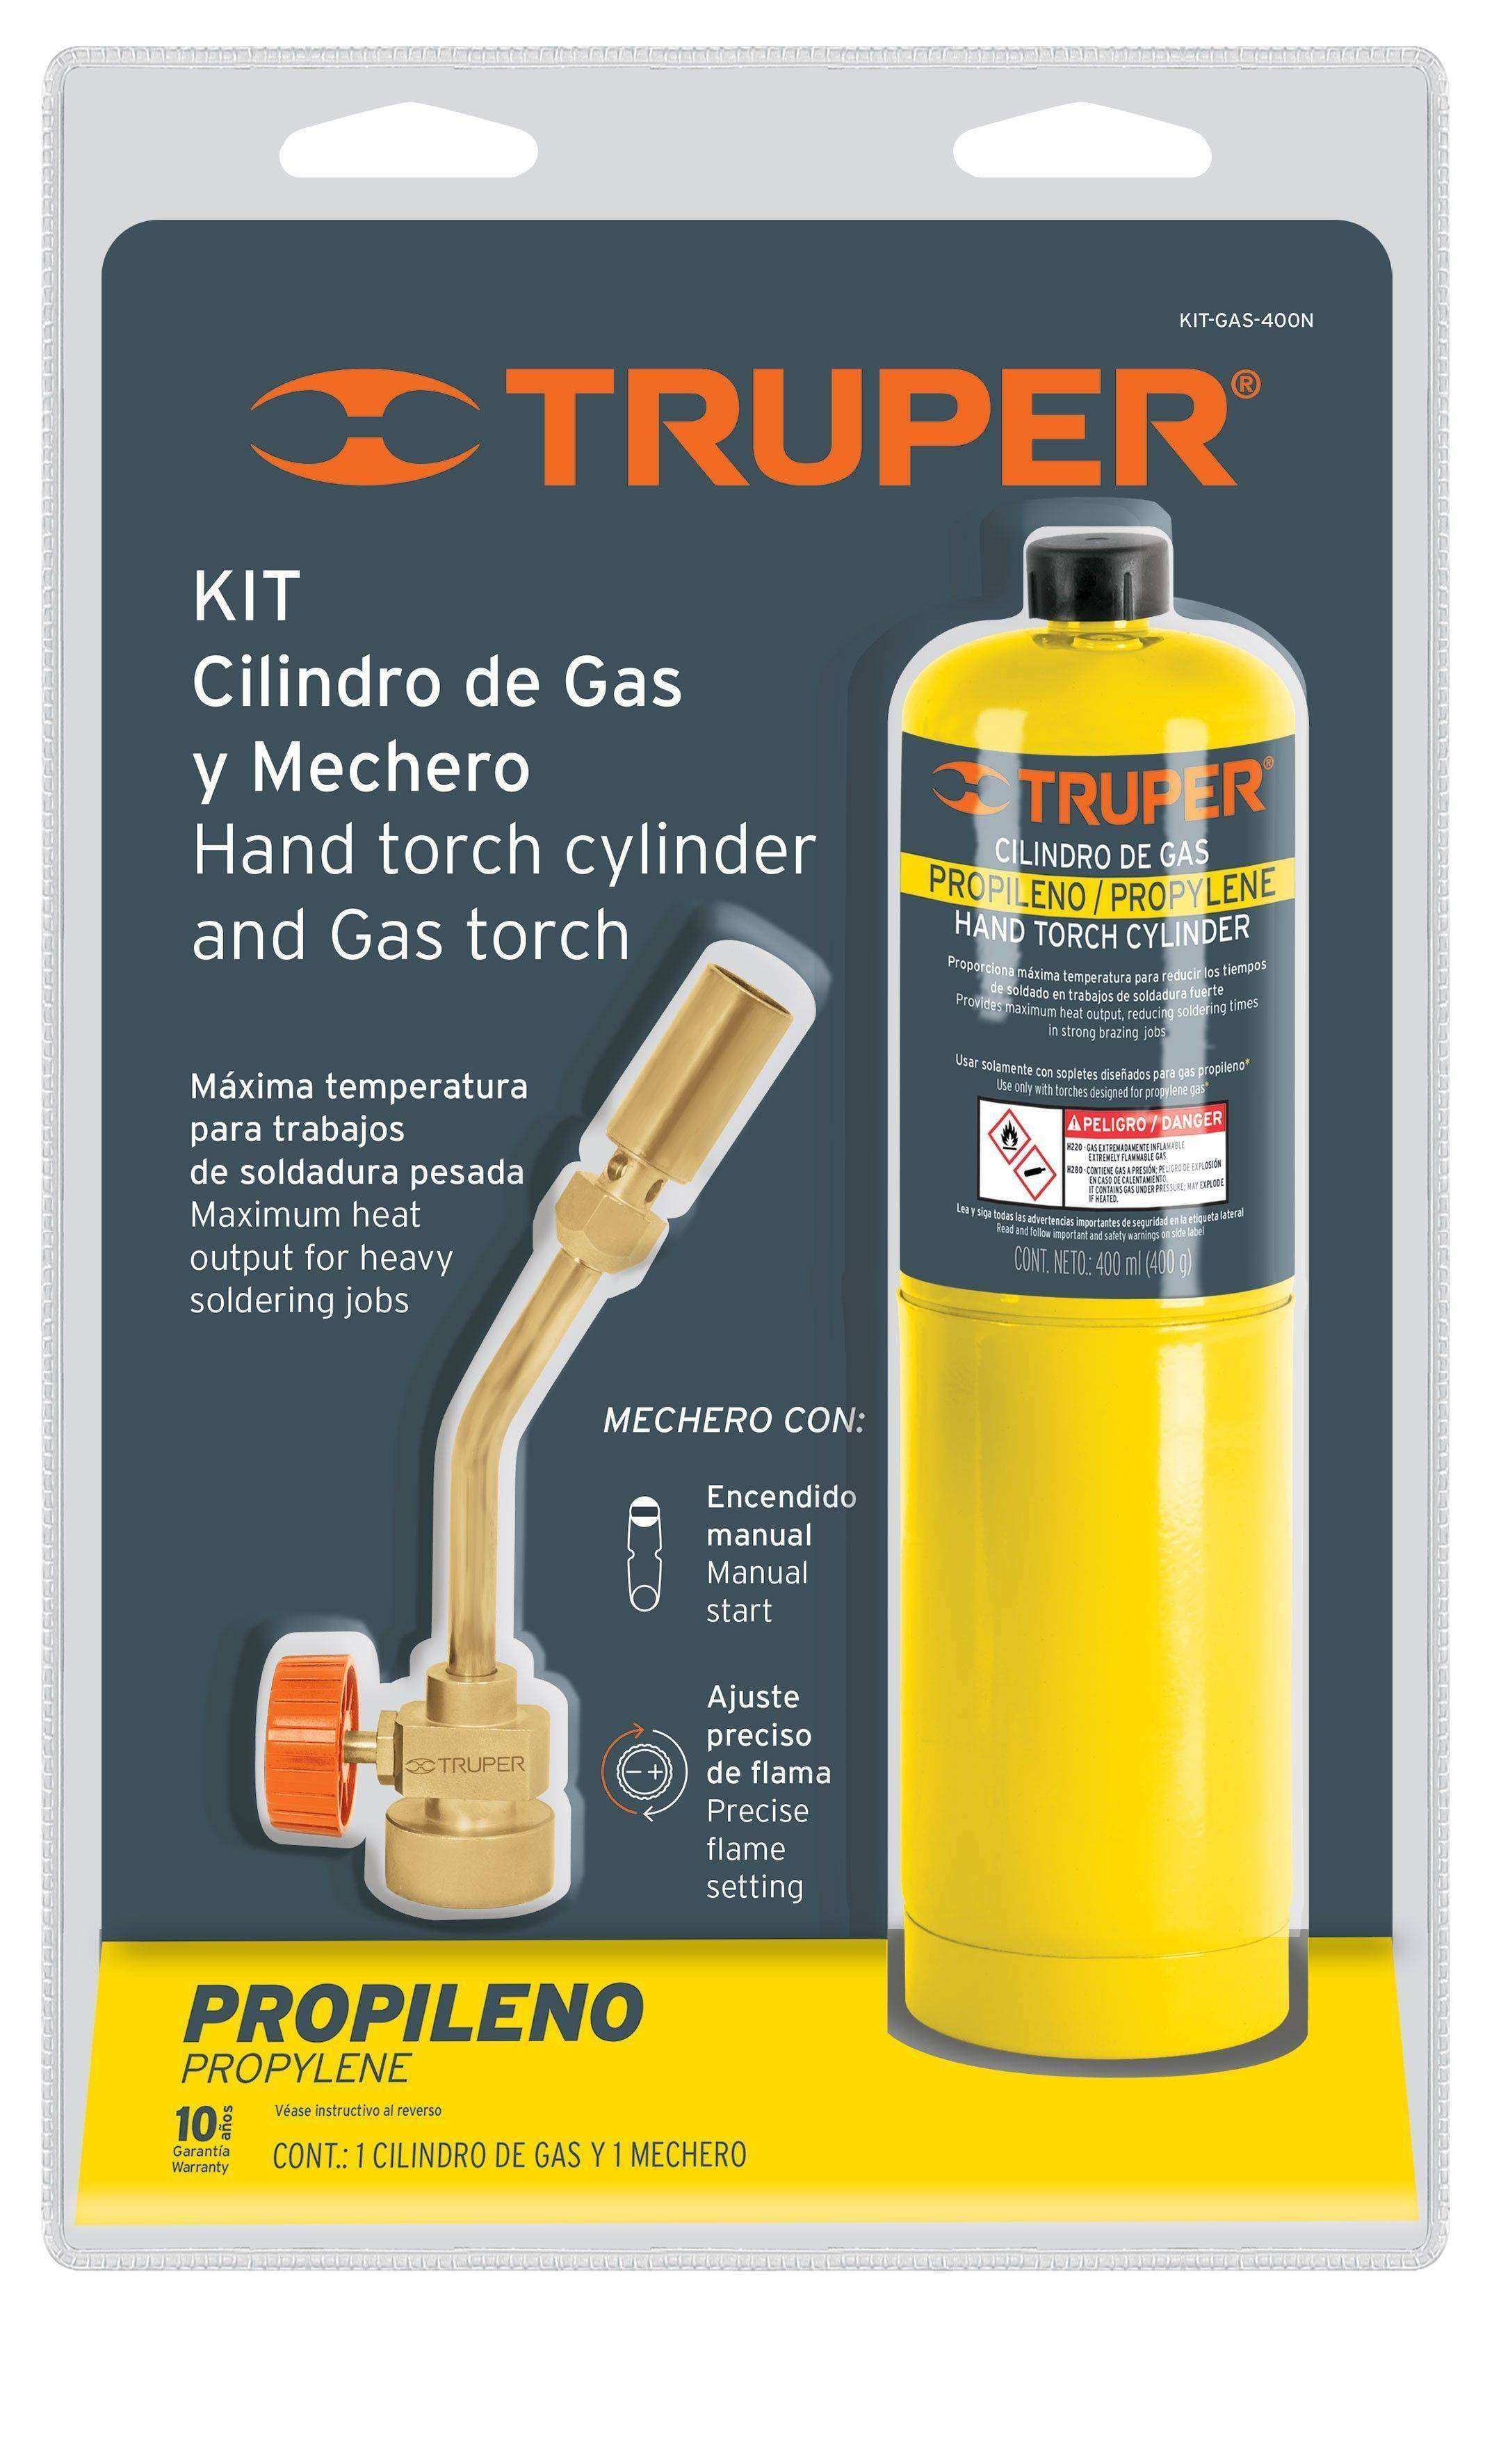 KIT-GAS-400N
TRUPER®
KIT
Cilindro de Gas
y Mechero
Hand torch cylinder
and Gas torch
Máxima temperatura
para trabajos
de soldadura pesada
Maximum heat
output for heavy
soldering jobs
MECHERO CON:
Encendido
manual
Manual
start
Ajuste
preciso
de flama
Precise
flame
setting
TRUPER
TRUPER®
CILINDRO DE GAS
PROPILENO / PROPYLENE
HAND TORCH CYLINDER
Proporciona máxima temperatura para reducir los tiempos
de soldado en trabajos de soldadura fuerte
Provides maximum heat output, reducing soldering times
in strong brazing jobs
Usar solamente con sopletes diseñados para gas propileno*
Use only with torches designed for propylene gas*
PELIGRO / DANGER
H220 - GAS EXTREMADAMENTE INFLAMABLE
EXTREMELY FLAMMABLE GAS.
H280 - CONTIENE GAS A PRESIÓN; PELIGRO DE EXPLOSIÓN
EN CASO DE CALENTAMIENTO.
IT CONTAINS GAS UNDER PRESSURE; MAY EXPLODE
IF HEATED.
Lea y siga todas las advertencias importantes de seguridad en la etiqueta lateral
Read and follow important and safety warnings on side label
CONT. NETO.: 400 ml (400 g)
PROPILENO
PROPYLENE
10 años
Garantía
Warranty
Véase instructivo al reverso
CONT.: 1 CILINDRO DE GAS Y 1 MECHERO